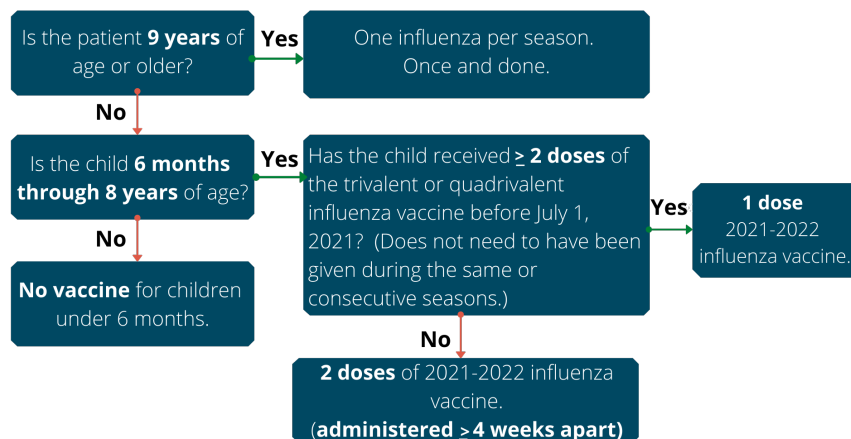 Is the patient 9 years of
age or older?
Yes
One influenza per season.
Once and done.
No
Is the child 6 months
through 8 years of age?
Yes
Has the child received ≥ 2 doses of
the trivalent or quadrivalent
influenza vaccine before July 1,
2021? (Does not need to have been
given during the same or
consecutive seasons.)
Yes
1 dose
2021-2022
influenza vaccine.
No
No vaccine for children
under 6 months.
No
2 doses of 2021-2022 influenza
vaccine.
(administered ≥ 4 weeks apart)